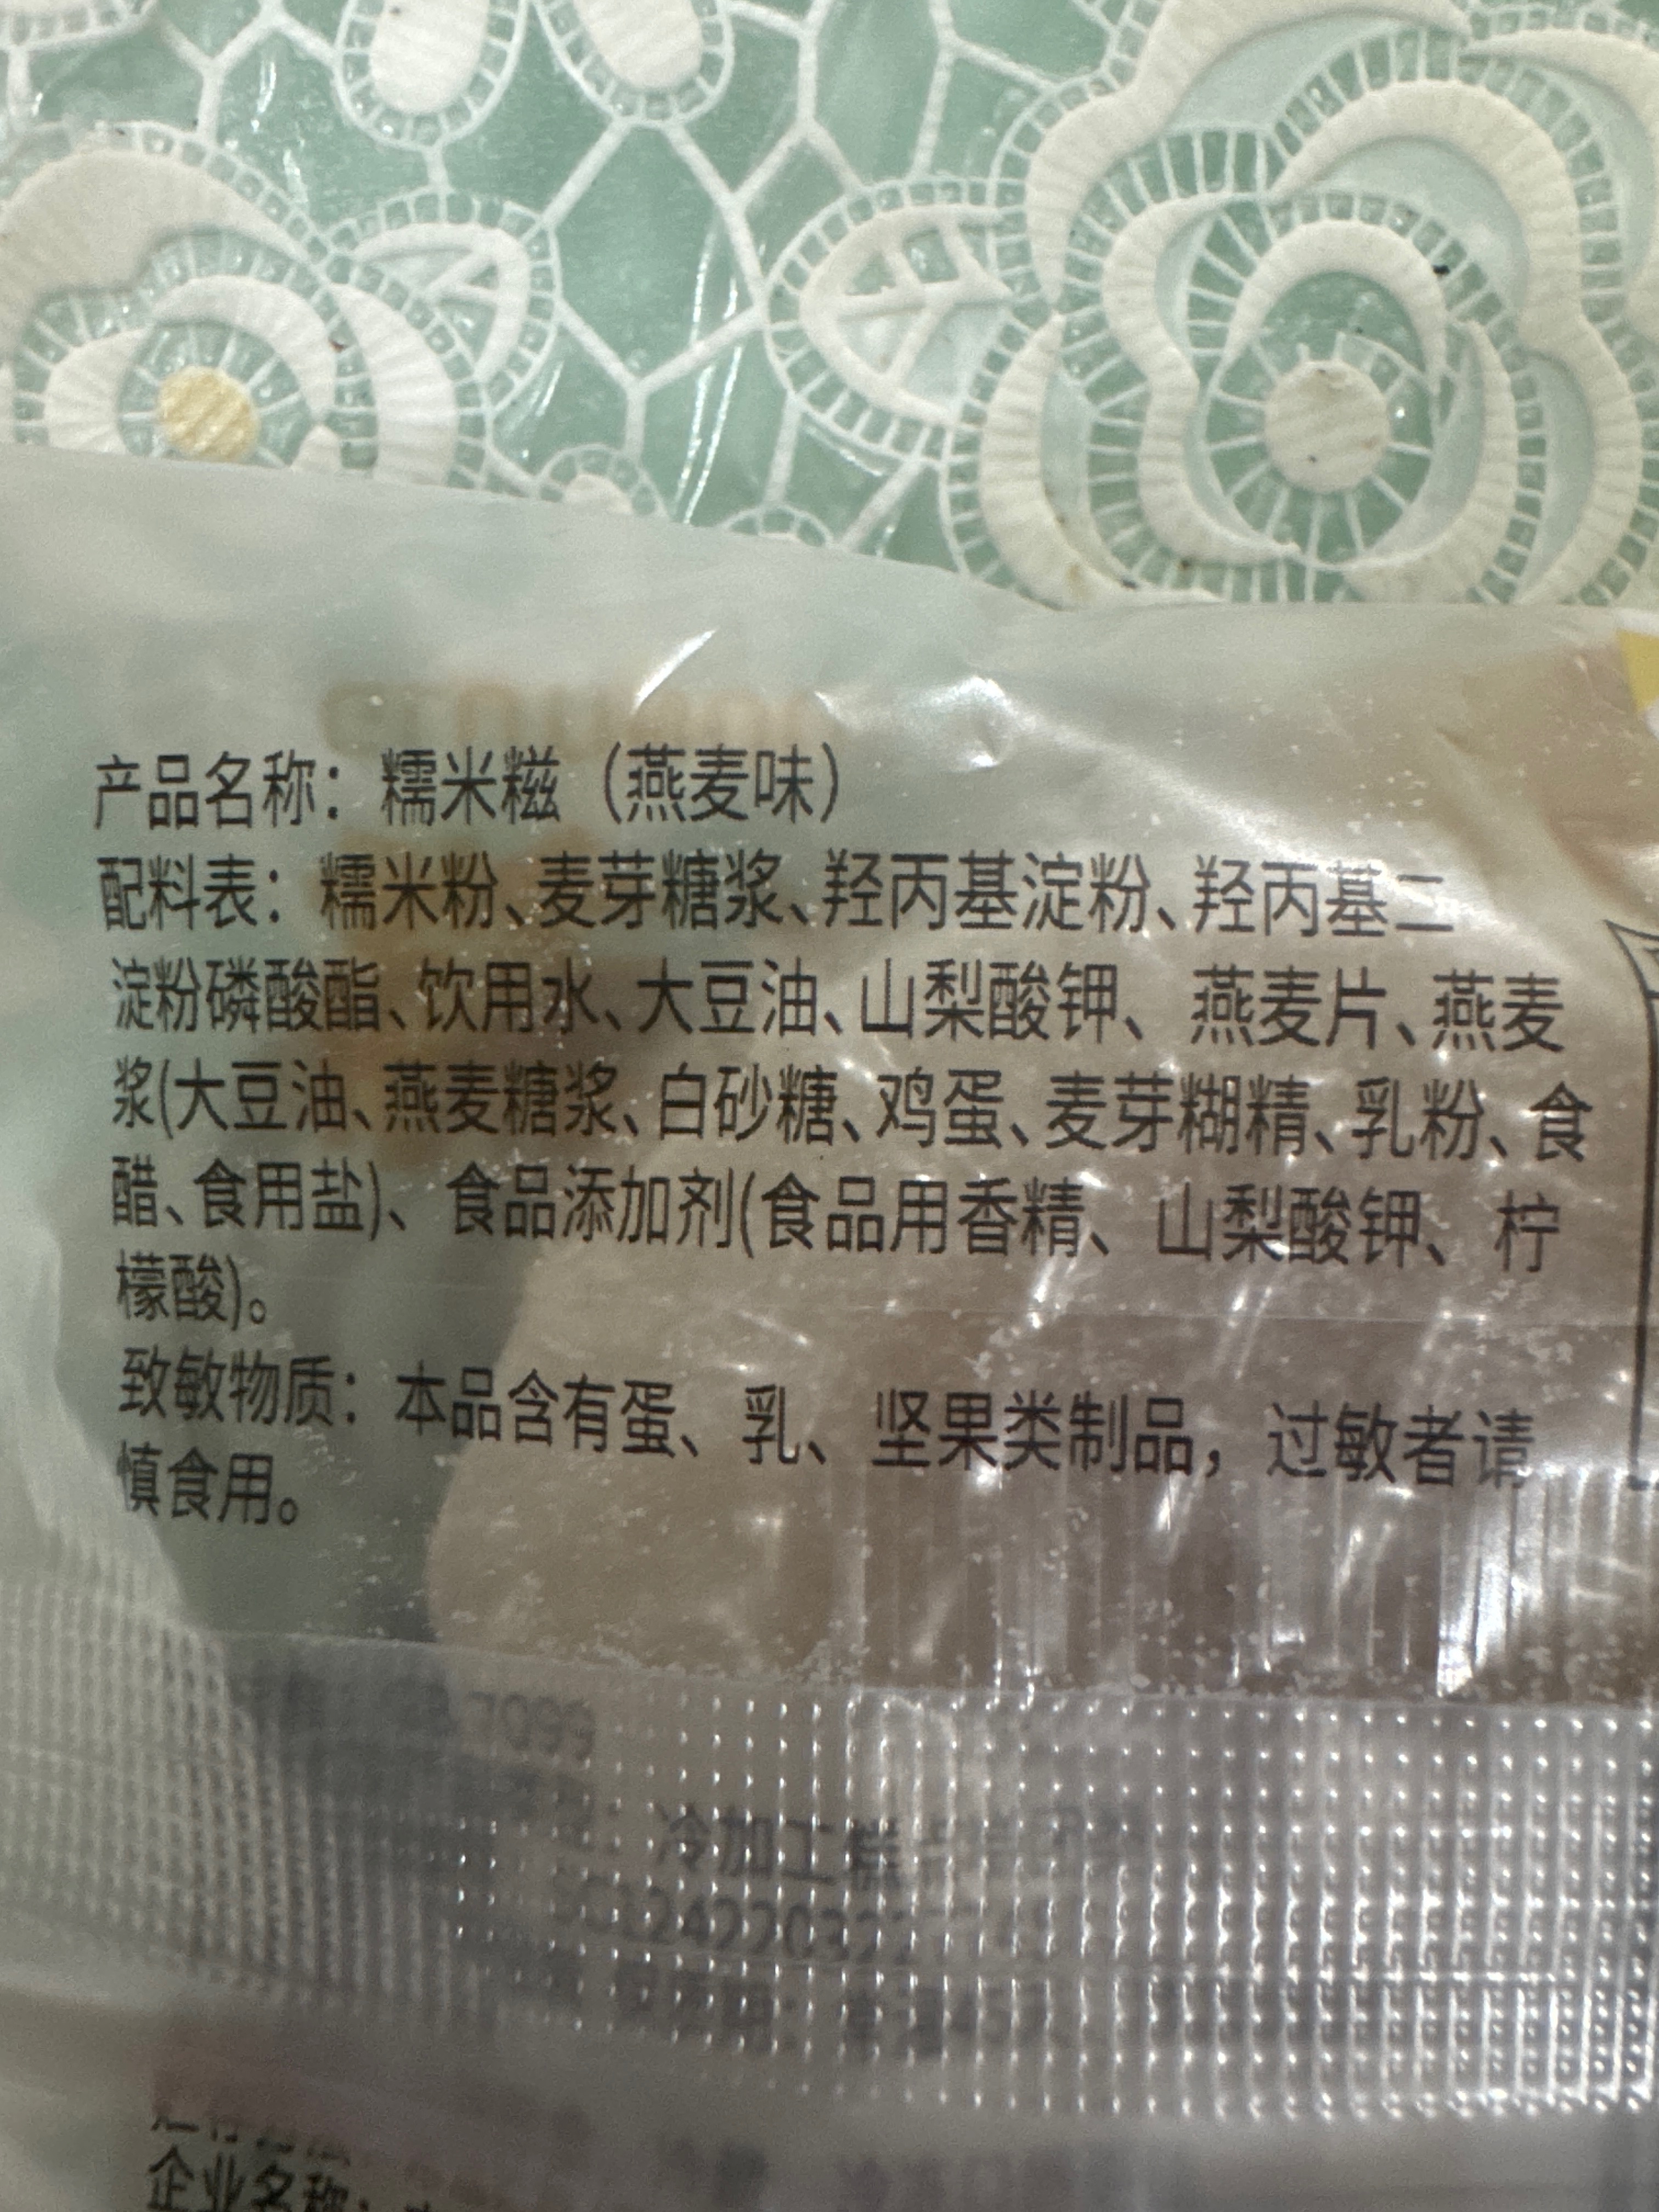 产品名称：糯米糍（燕麦味）
配料表：糯米粉、麦芽糖浆、羟丙基淀粉、羟丙基二
淀粉磷酸酯、饮用水、大豆油、山梨酸钾、燕麦片、燕麦
浆(大豆油、燕麦糖浆、白砂糖、鸡蛋、麦芽糊精、乳粉、食
醋、食用盐)、食品添加剂(食品用香精、山梨酸钾、柠
檬酸)。
致敏物质：本品含有蛋、乳、坚果类制品，过敏者请
慎食用。
7099
冷加工糕
企业名称：